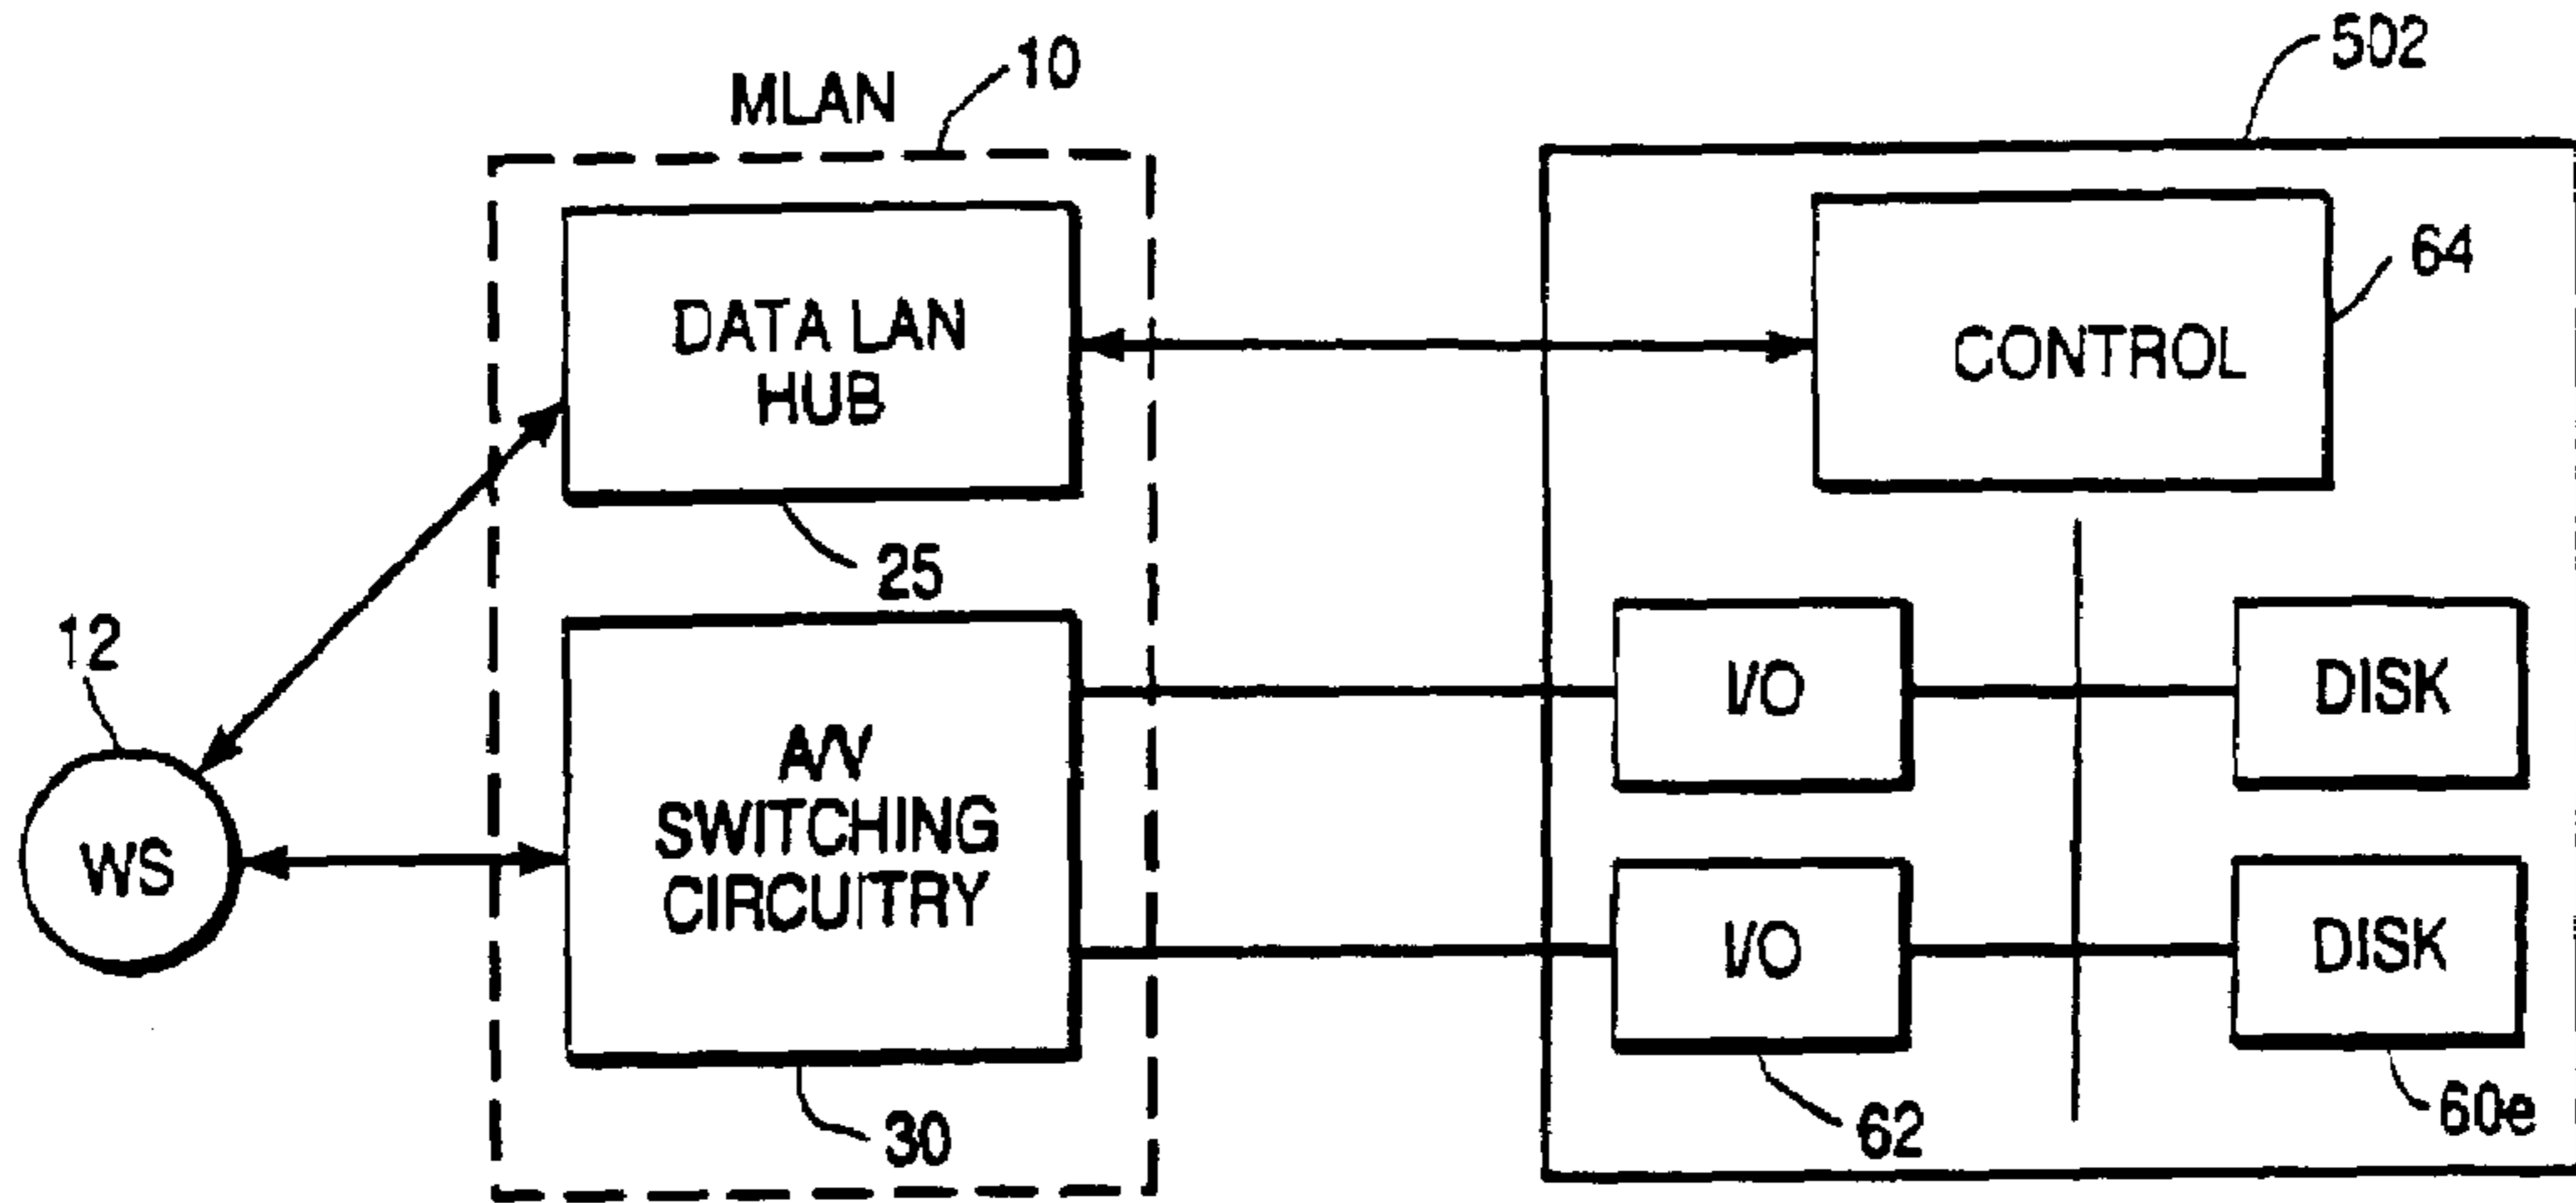 502
MLAN
10
DATA LAN
HUB
25
CONTROL
64
12
WS
A/V
SWITCHING
CIRCUITRY
30
I/O
DISK
I/O
DISK
62
60e